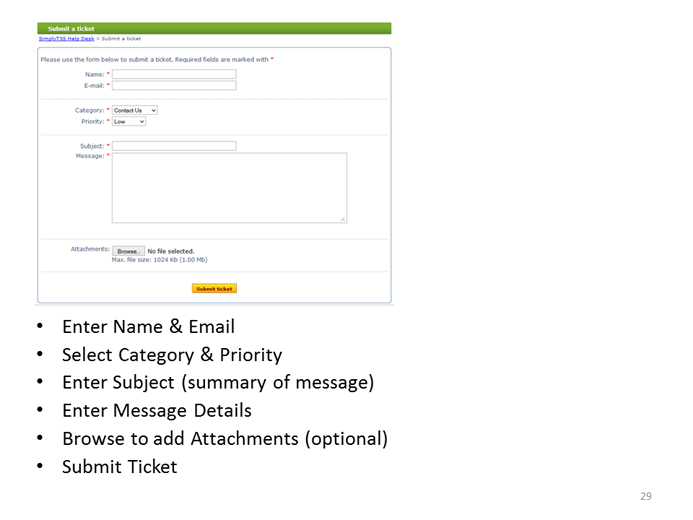 Submit a ticket
SimplyT3S Help Desk > Submit a ticket
Please use the form below to submit a ticket. Required fields are marked with *
Name: *
E-mail: *
Category: * Contact Us
Priority: * Low
Subject: *
Message: *
Attachments: Browse.. No file selected.
Max. file size: 1024 Kb (1.00 Mb)
Submit ticket
• Enter Name & Email
• Select Category & Priority
• Enter Subject (summary of message)
• Enter Message Details
• Browse to add Attachments (optional)
• Submit Ticket
29